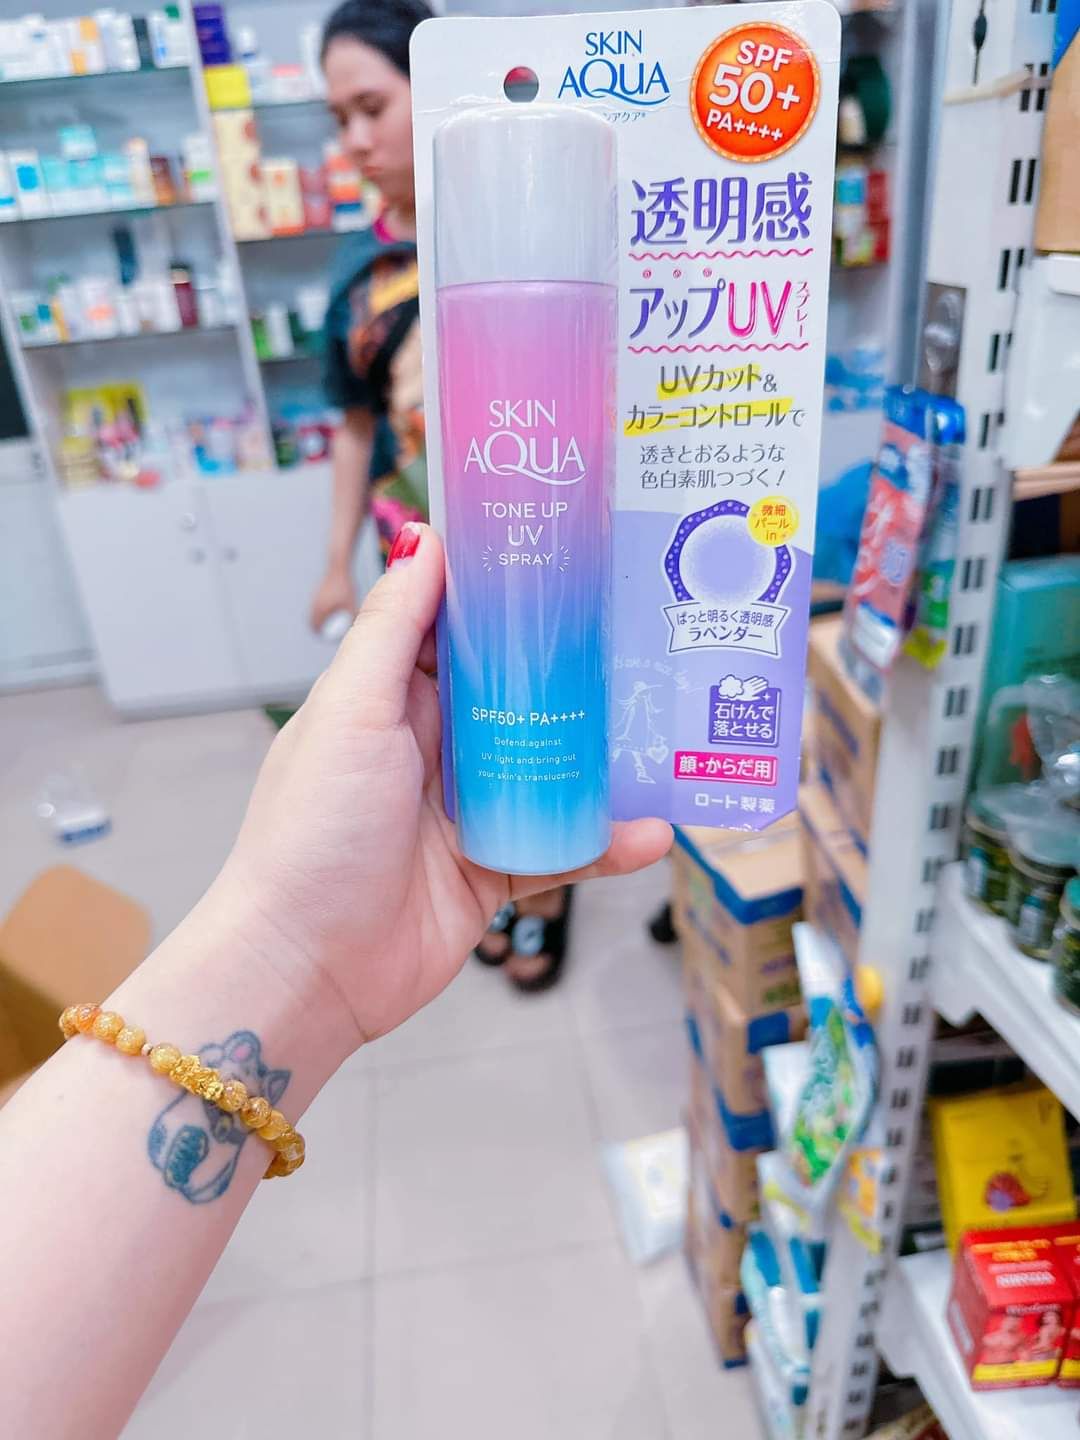 SKIN
AQUA
SPF
50+
PA++++
透明感
アップUV
スプレー
UVカット&
カラーコントロールで
透きとおるような
色白素肌つづく!
微細
パール
in
ぱっと明るく透明感
ラベンダー
石けんで
落とせる
顔・からだ用
ロート製薬
SKIN
AQUA
TONE UP
UV
SPRAY
SPF50+ PA++++
Defend against
UV light and bring out
your skin's translucency